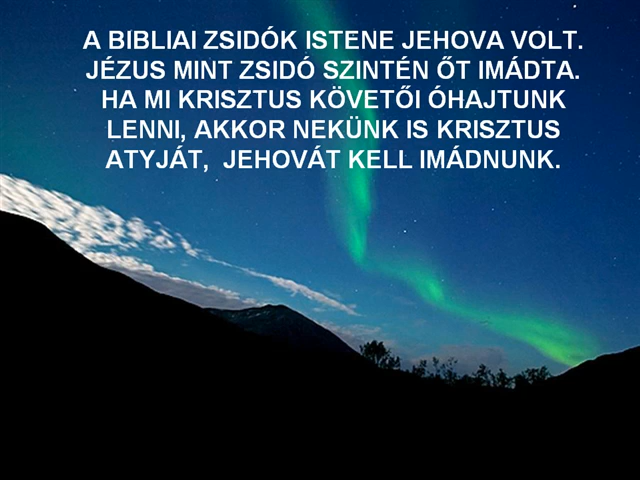 A BIBLIAI ZSIDÓK ISTENE JEHOVA VOLT.
JÉZUS MINT ZSIDÓ SZINTÉN ŐT IMÁDTA.
HA MI KRISZTUS KÖVETŐI ÓHAJTUNK
LENNI, AKKOR NEKÜNK IS KRISZTUS
ATYJÁT,  JEHOVÁT KELL IMÁDNUNK.